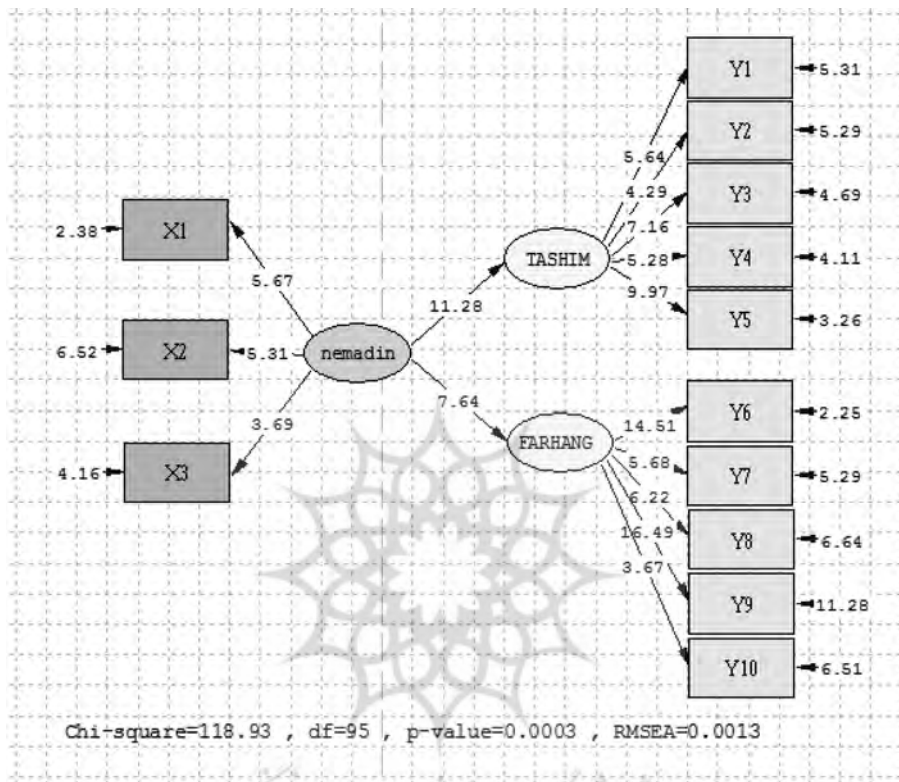 Y1
5.31
Y2
5.29
5.64
4.29
Y3
4.69
7.16
X1
2.38
TASHIM
5.28
Y4
4.11
5.67
9.97
11.28
Y5
3.26
X2
6.52
5.31
nemadin
7.64
Y6
2.25
14.51
3.69
FARHANG
5.68
X3
4.16
Y7
5.29
6.22
16.49
Y8
6.64
3.67
Y9
11.28
Y10
6.51
Chi-square=118.93 , df=95 , p-value=0.0003 , RMSEA=0.0013